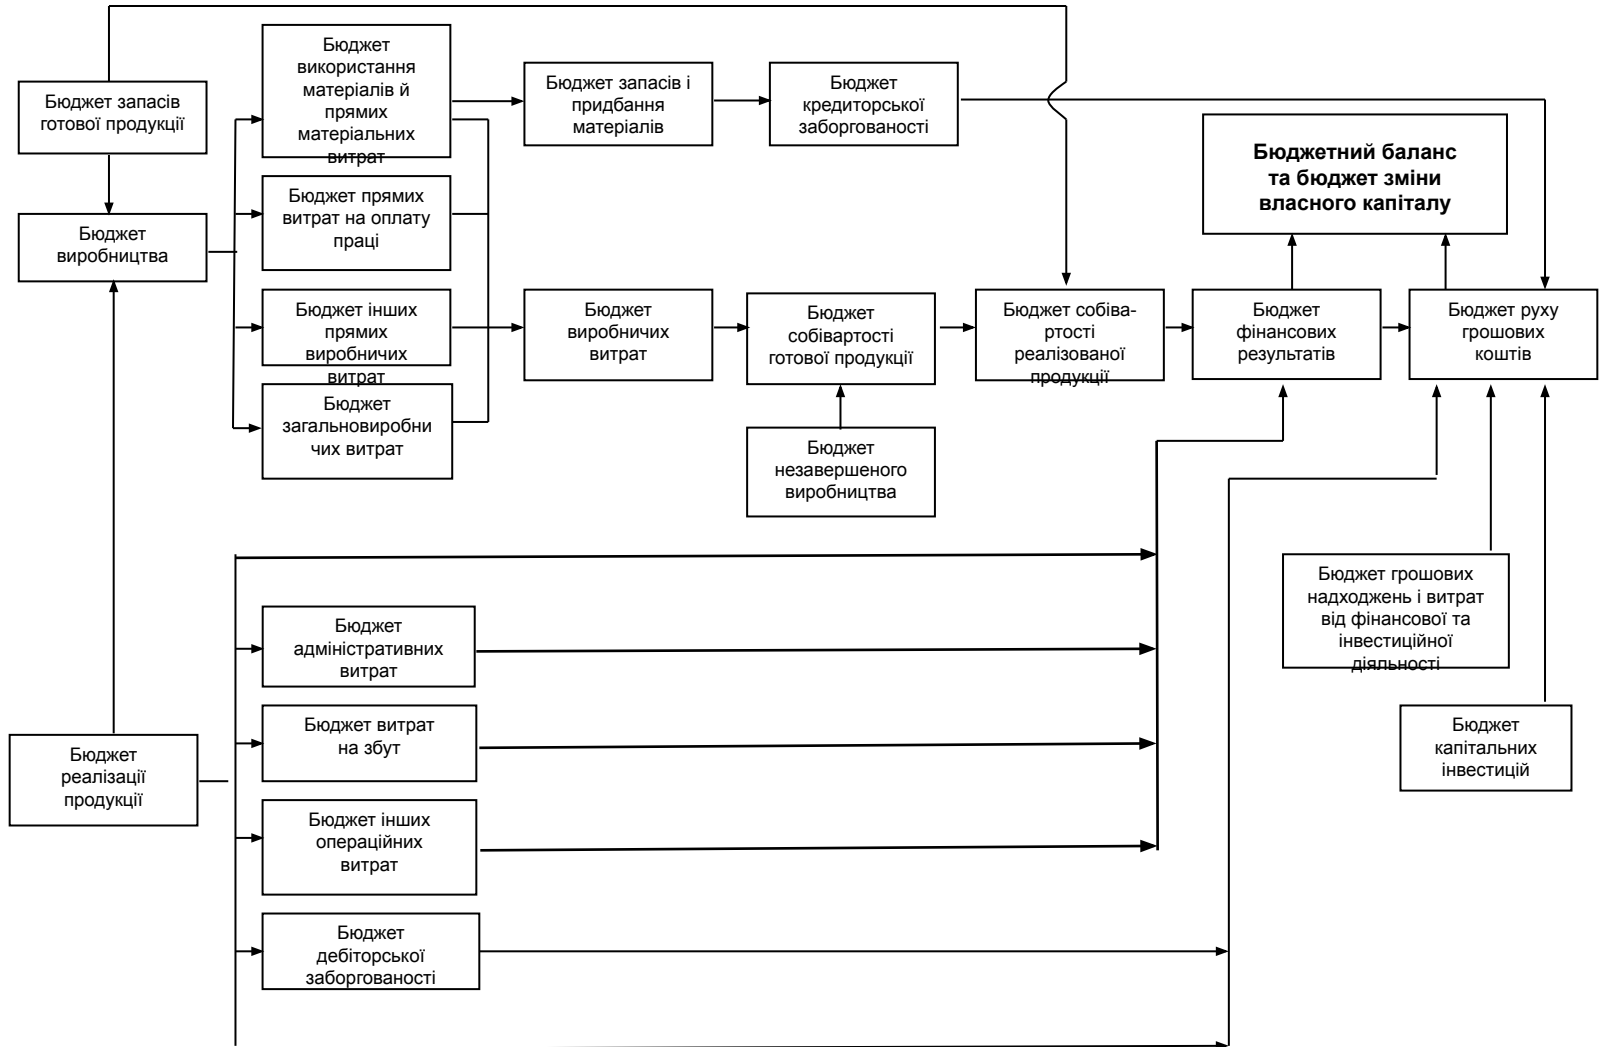 Бюджет запасів
готової продукції
Бюджет
виробництва
Бюджет
реалізації
продукції
Бюджет
використання
матеріалів й
прямих
матеріальних
витрат
Бюджет прямих
витрат на оплату
праці
Бюджет інших
прямих
виробничих
витрат
Бюджет
загальновиробни
чих витрат
Бюджет запасів і
придбання
матеріалів
Бюджет
кредиторської
заборгованості
Бюджет
виробничих
витрат
Бюджет
собівартості
готової продукції
Бюджет
незавершеного
виробництва
Бюджет собіва-
ртості
реалізованої
продукції
Бюджетний баланс
та бюджет зміни
власного капіталу
Бюджет
фінансових
результатів
Бюджет руху
грошових
коштів
Бюджет
адміністративних
витрат
Бюджет витрат
на збут
Бюджет інших
операційних
витрат
Бюджет
дебіторської
заборгованості
Бюджет грошових
надходжень і витрат
від фінансової та
інвестиційної
діяльності
Бюджет
капітальних
інвестицій